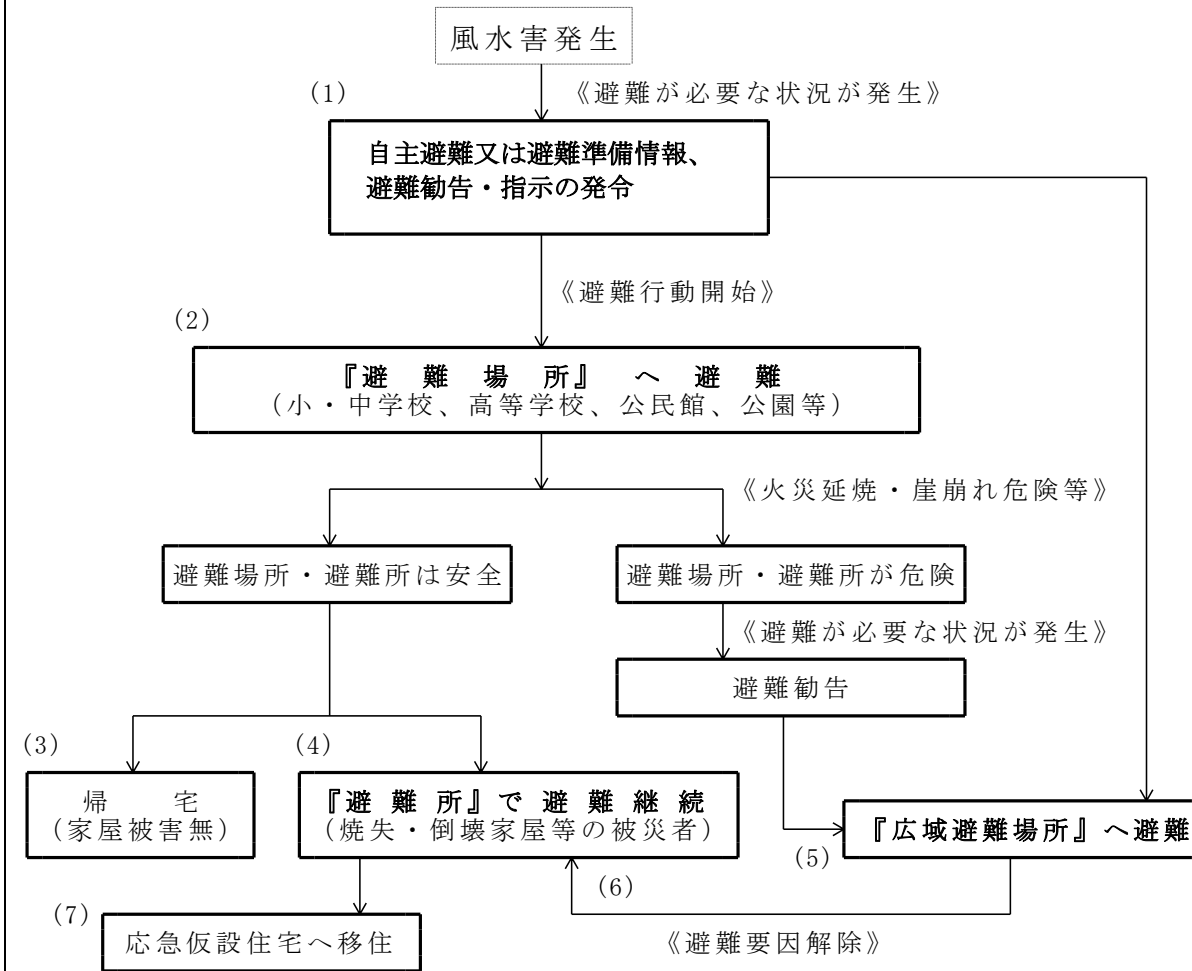 風水害発生
(1)
《避難が必要な状況が発生》
自主避難又は避難準備情報、
避難勧告・指示の発令
《避難行動開始》
(2)
『避難場所』へ避難
(小・中学校、高等学校、公民館、公園等)
《火災延焼・崖崩れ危険等》
避難場所・避難所は安全
避難場所・避難所が危険
《避難が必要な状況が発生》
避難勧告
(3)
(4)
帰宅
(家屋被害無)
『避難所』で避難継続
(焼失・倒壊家屋等の被災者)
『広域避難場所』へ避難
(5)
(6)
(7)
応急仮設住宅へ移住
《避難要因解除》